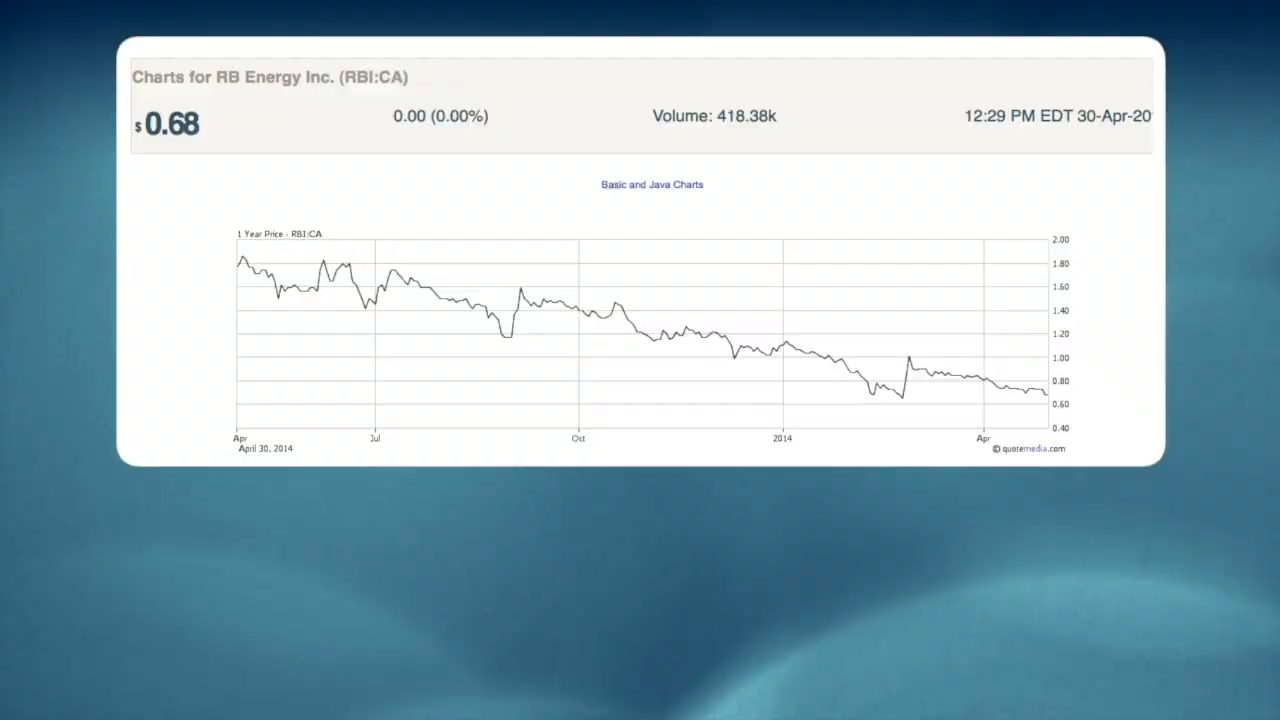 Charts for RB Energy Inc. (RBI:CA)
$0.68 0.00 (0.00%) Volume: 418.38k 12:29 PM EDT 30-Apr-20
Basic and Java Charts
1 Year Price - RBI:CA
2.00
1.80
1.60
1.40
1.20
1.00
0.80
0.60
0.40
Apr Jul Oct 2014 Apr
April 30, 2014 © quotemedia.com